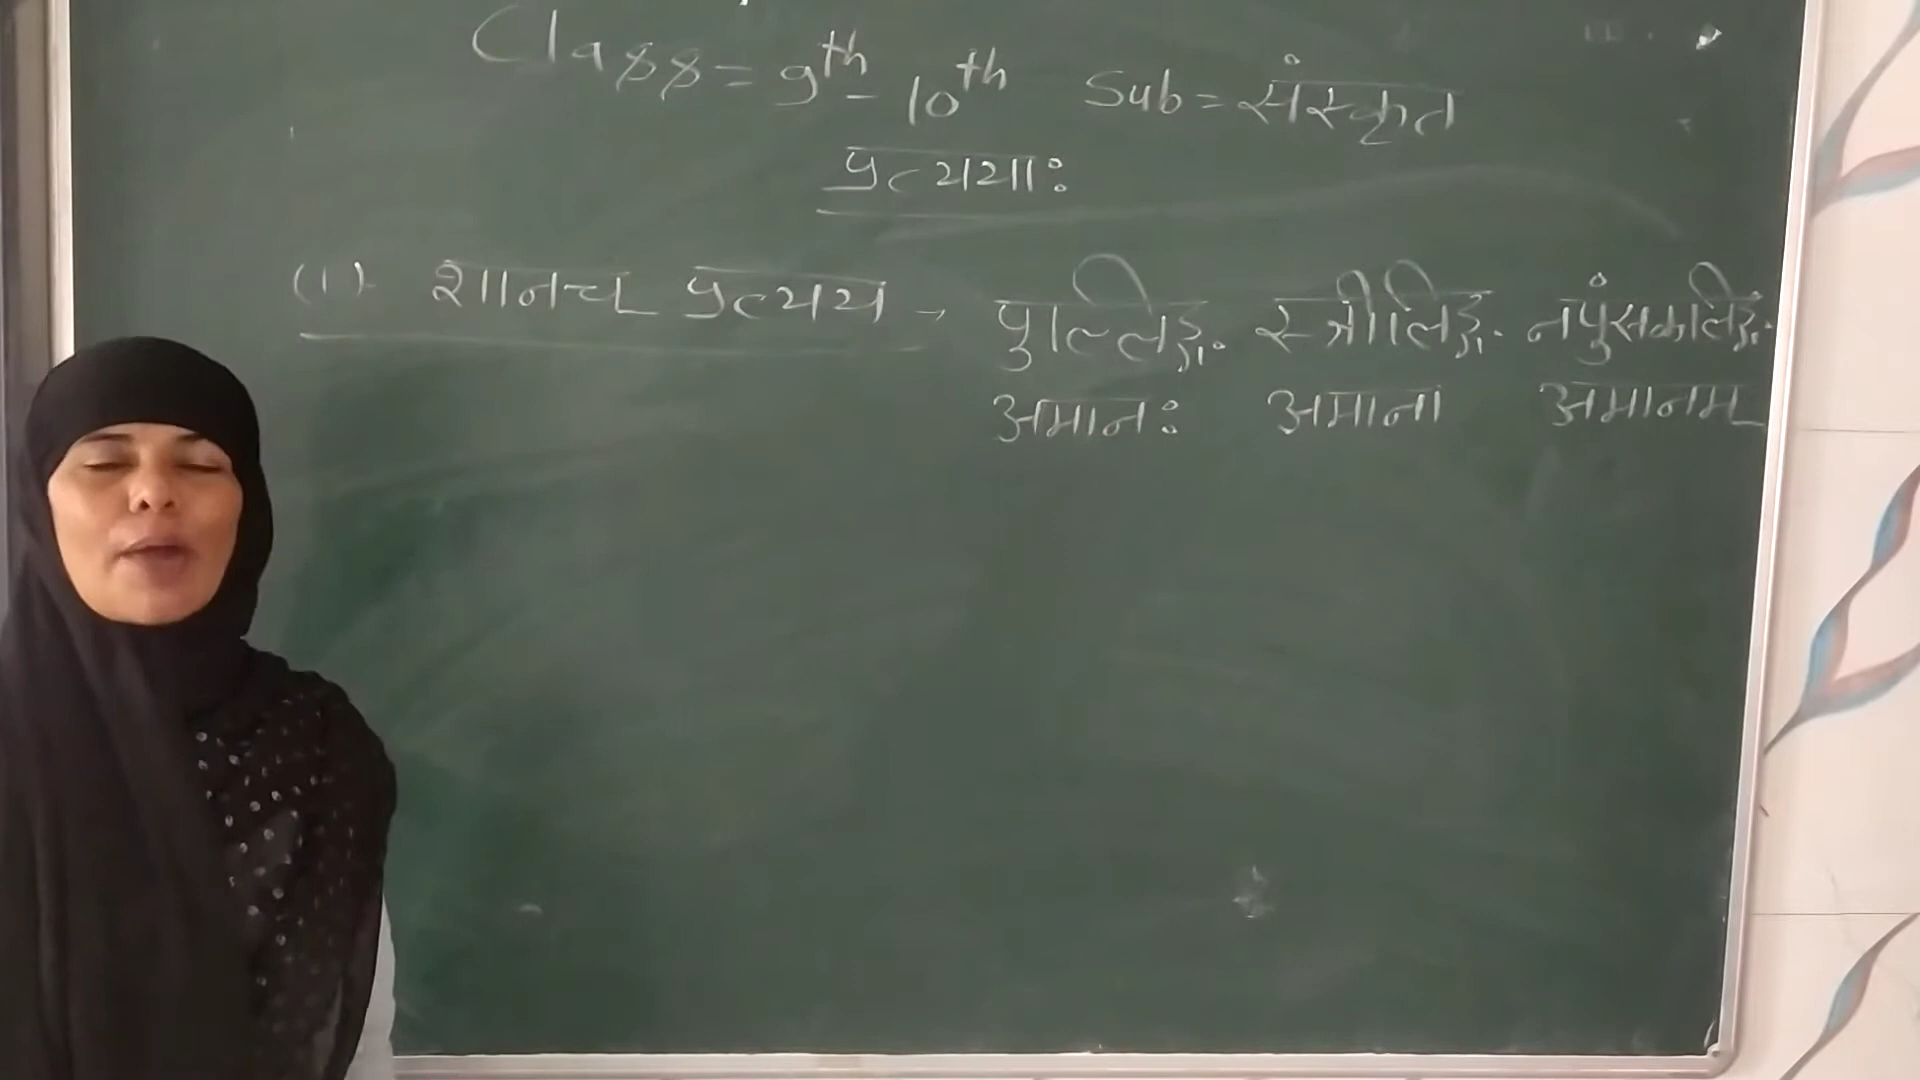 Class = 9th - 10th Sub = संस्कृत
प्रत्ययाः
(1) शानच् प्रत्यय → पुल्लिङ्ग. स्त्रीलिङ्ग. नपुंसकलिङ्ग.
अमानः अमाना अमानम्